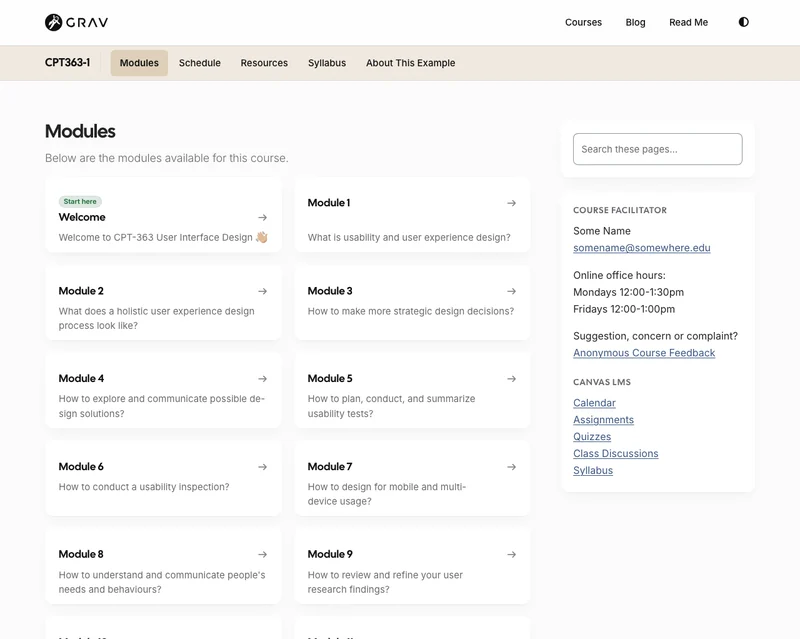 GRAV
Courses
Blog
Read Me
CPT363-1
Modules
Schedule
Resources
Syllabus
About This Example
Modules
Below are the modules available for this course.
Start here
Welcome
Welcome to CPT-363 User Interface Design 👋🏼
Module 1
What is usability and user experience design?
Module 2
What does a holistic user experience design
process look like?
Module 3
How to make more strategic design decisions?
Module 4
How to explore and communicate possible de-
sign solutions?
Module 5
How to plan, conduct, and summarize
usability tests?
Module 6
How to conduct a usability inspection?
Module 7
How to design for mobile and multi-
device usage?
Module 8
How to understand and communicate people's
needs and behaviours?
Module 9
How to review and refine your user
research findings?
Search these pages...
COURSE FACILITATOR
Some Name
somename@somewhere.edu
Online office hours:
Mondays 12:00-1:30pm
Fridays 12:00-1:00pm
Suggestion, concern or complaint?
Anonymous Course Feedback
CANVAS LMS
Calendar
Assignments
Quizzes
Class Discussions
Syllabus